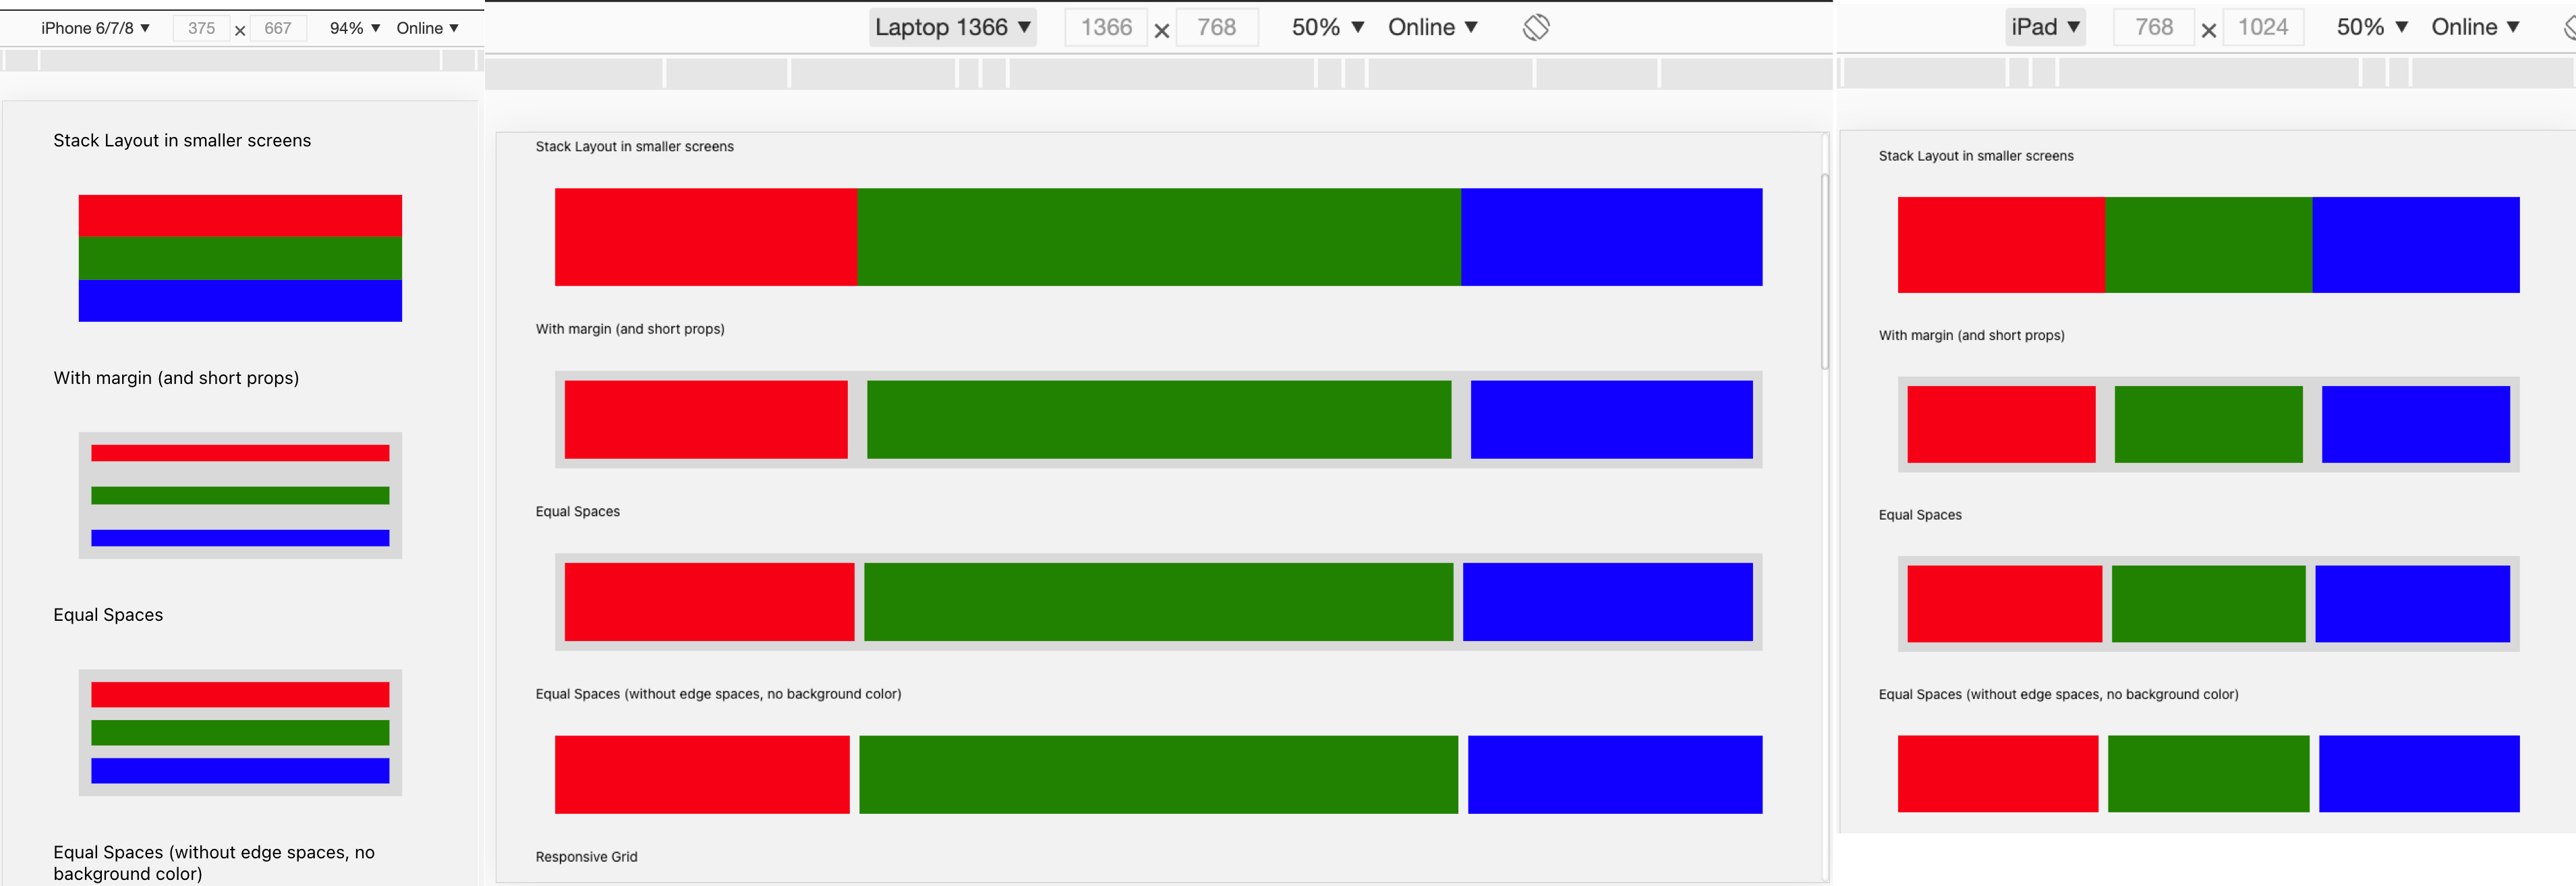 iPhone 6/7/8 ▼ 375 × 667 94% ▼ Online ▼
Stack Layout in smaller screens
With margin (and short props)
Equal Spaces
Equal Spaces (without edge spaces, no
background color)
Laptop 1366 ▼ 1366 × 768 50% ▼ Online ▼
Stack Layout in smaller screens
With margin (and short props)
Equal Spaces
Equal Spaces (without edge spaces, no background color)
Responsive Grid
iPad ▼ 768 × 1024 50% ▼ Online ▼
Stack Layout in smaller screens
With margin (and short props)
Equal Spaces
Equal Spaces (without edge spaces, no background color)